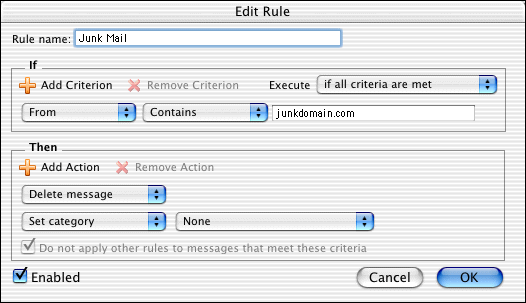 Edit Rule
Rule name: Junk Mail
If
Add Criterion Remove Criterion Execute if all criteria are met
From Contains junkdomain.com
Then
Add Action Remove Action
Delete message
Set category None
Do not apply other rules to messages that meet these criteria
Enabled Cancel OK